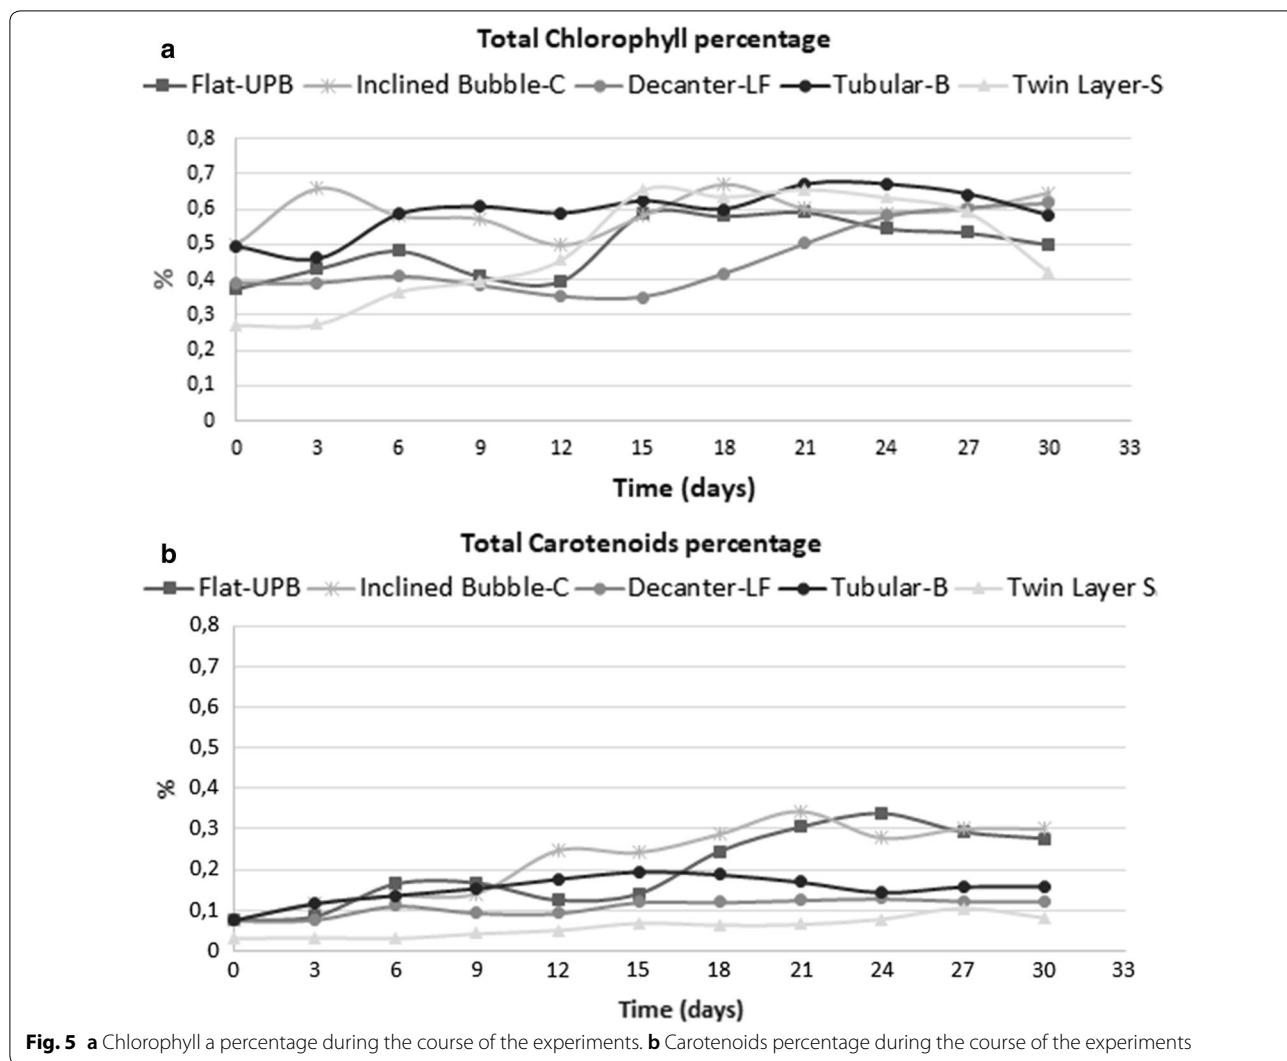 a
Total Chlorophyll percentage
Flat-UPB Inclined Bubble-C Decanter-LF Tubular-B Twin Layer-S
0,8
0,7
0,6
0,5
0,4
0,3
0,2
0,1
0
%
0 3 6 9 12 15 18 21 24 27 30 33
Time (days)
b
Total Carotenoids percentage
Flat-UPB Inclined Bubble-C Decanter-LF Tubular-B Twin Layer S
0,8
0,7
0,6
0,5
0,4
0,3
0,2
0,1
0
%
0 3 6 9 12 15 18 21 24 27 30 33
Time (days)
Fig. 5 a Chlorophyll a percentage during the course of the experiments. b Carotenoids percentage during the course of the experiments